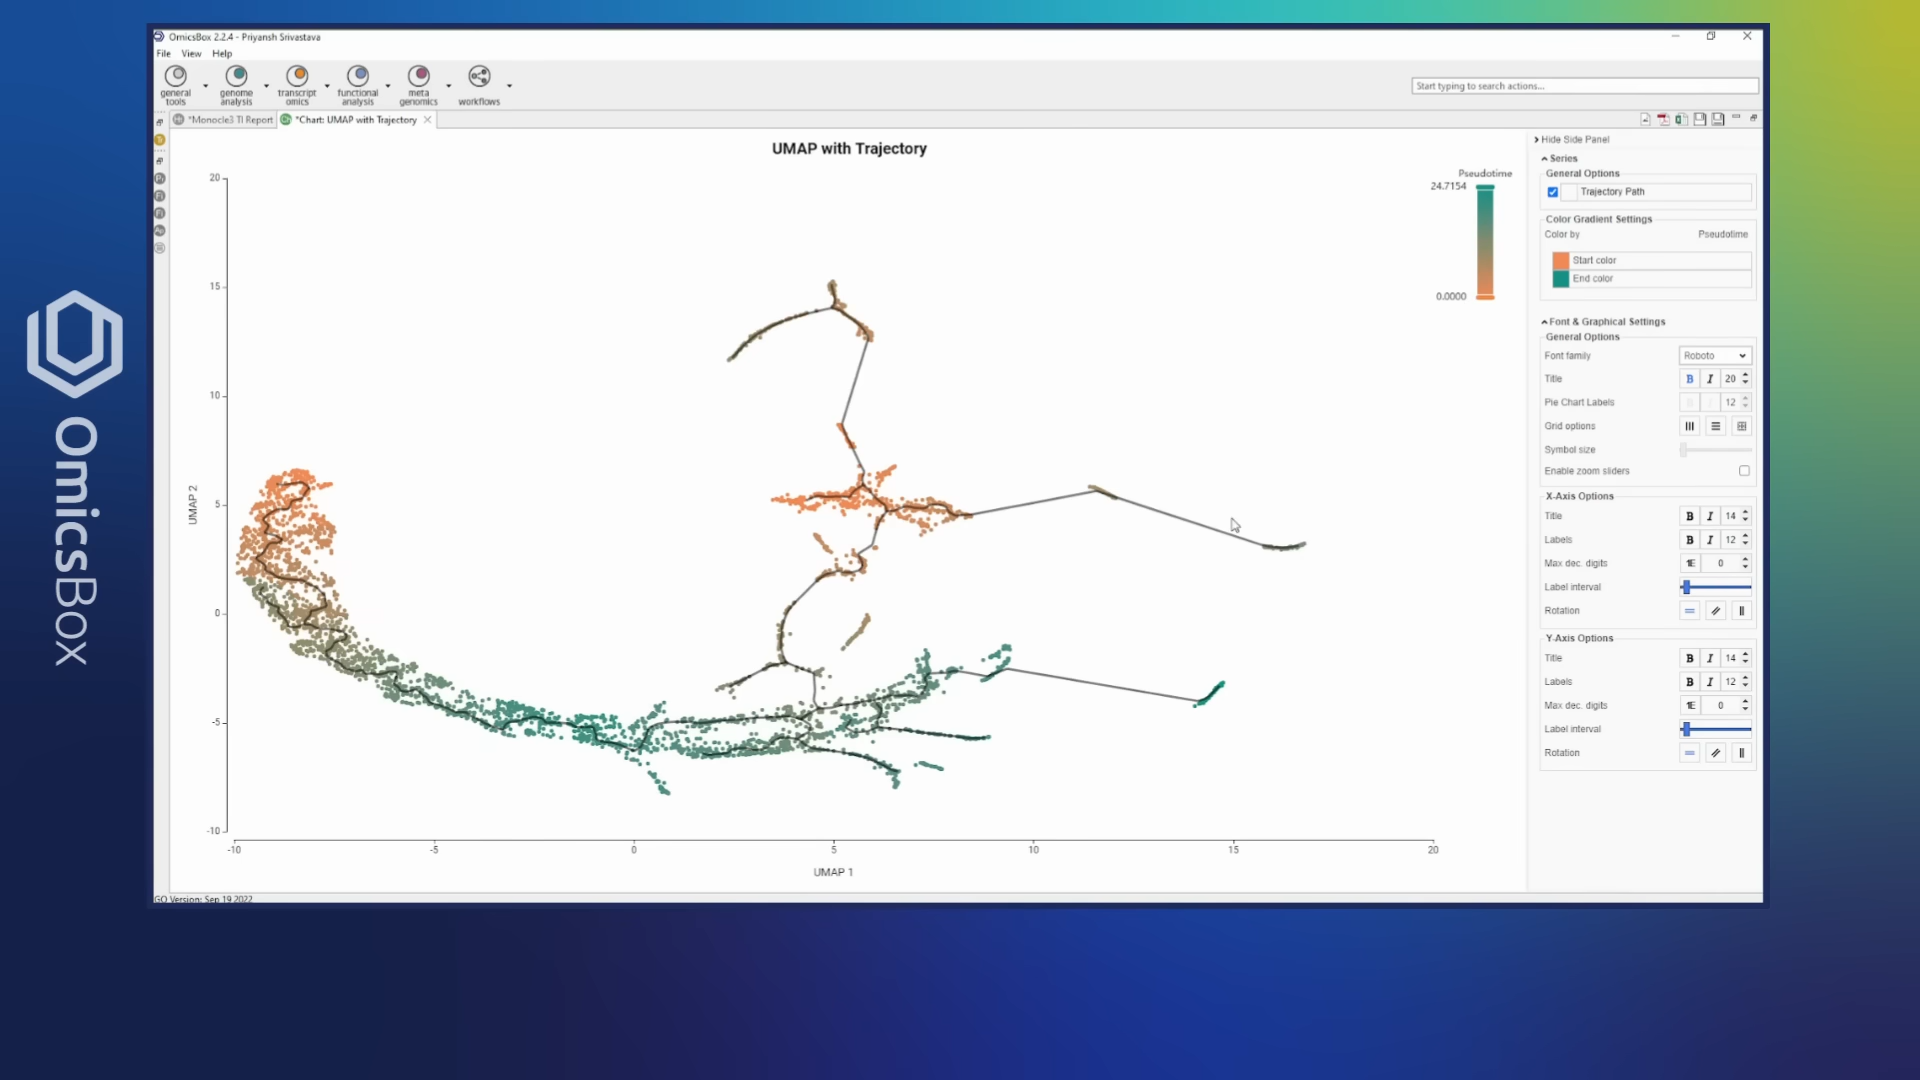 OmicsBox 2.2.4 - Priyansh Srivastava
File View Help
general tools
genome analysis
transcript omics
functional analysis
meta genomics
workflows
Start typing to search actions...
*Monocle3 TI Report
*Chart: UMAP with Trajectory
UMAP with Trajectory
Pseudotime
24.7154
0.0000
20
15
10
5
0
-5
-10
UMAP 2
-10 -5 0 5 10 15 20
UMAP 1
Hide Side Panel
Series
General Options
Trajectory Path
Color Gradient Settings
Color by Pseudotime
Start color
End color
Font & Graphical Settings
General Options
Font family Roboto
Title B I 20
Pie Chart Labels 12
Grid options
Symbol size
Enable zoom sliders
X-Axis Options
Title B I 14
Labels B I 12
Max dec. digits 1E 0
Label interval
Rotation
Y-Axis Options
Title B I 14
Labels B I 12
Max dec. digits 1E 0
Label interval
Rotation
GO Version: Sep 19 2022
OmicsBox